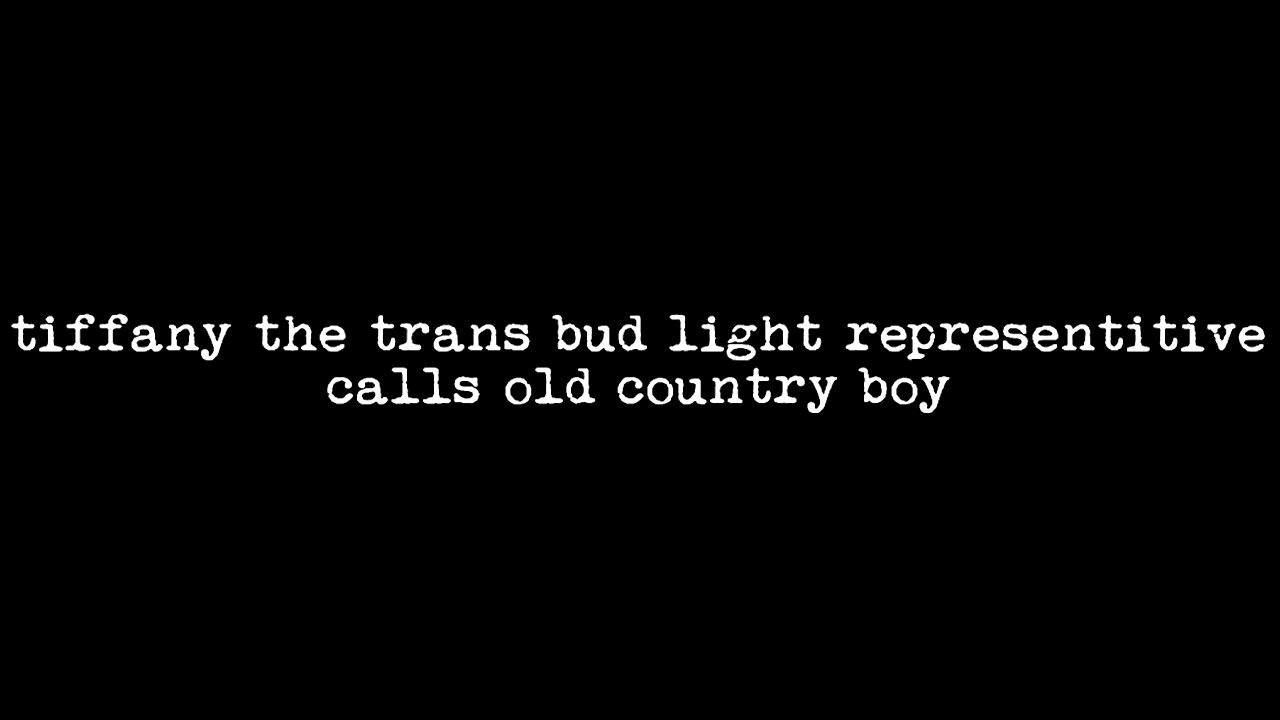 tiffany the trans bud light representitive
calls old country boy